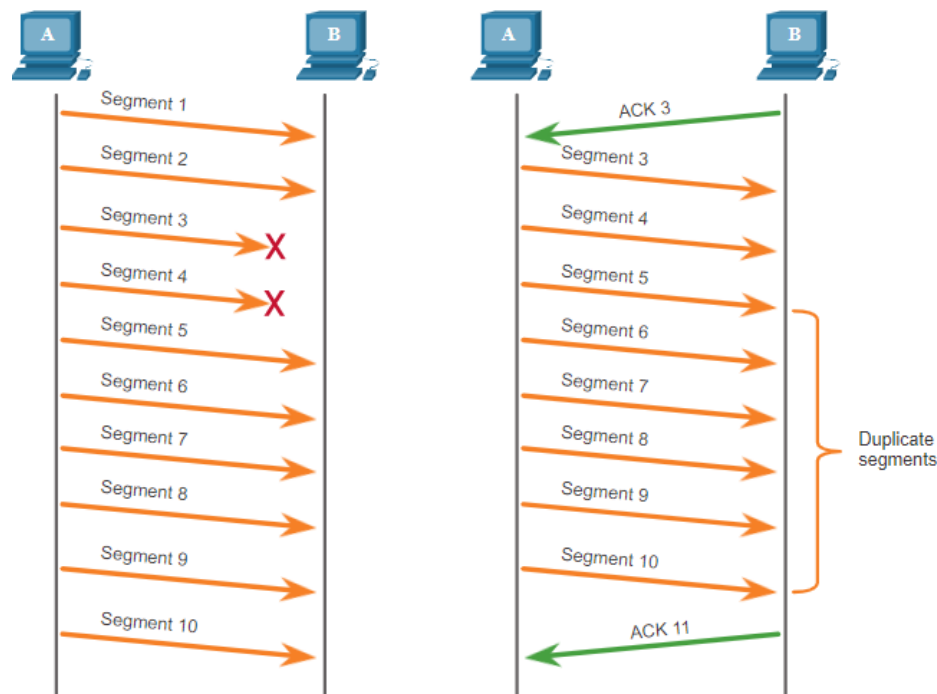 A
B
Segment 1
Segment 2
Segment 3
X
Segment 4
X
Segment 5
Segment 6
Segment 7
Segment 8
Segment 9
Segment 10
A
B
ACK 3
Segment 3
Segment 4
Segment 5
Segment 6
Segment 7
Segment 8
Segment 9
Segment 10
ACK 11
Duplicate
segments